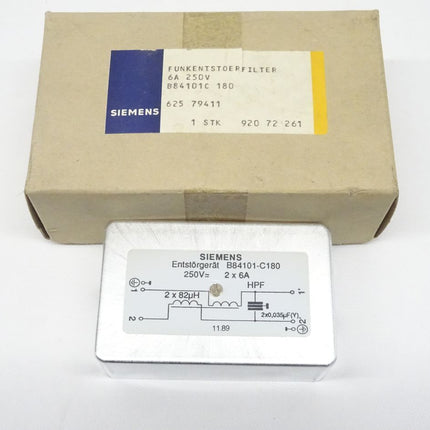 FUNKENTSTOERFILTER
6A 250V
B84101C 180
SIEMENS
625 79411
1 STK 920 72 261
SIEMENS
Entstörgerät B84101-C180
250V= 2 x 6A
HPF
1
1'
2 x 82µH
2x0,035µF(Y)
2
2'
11.89